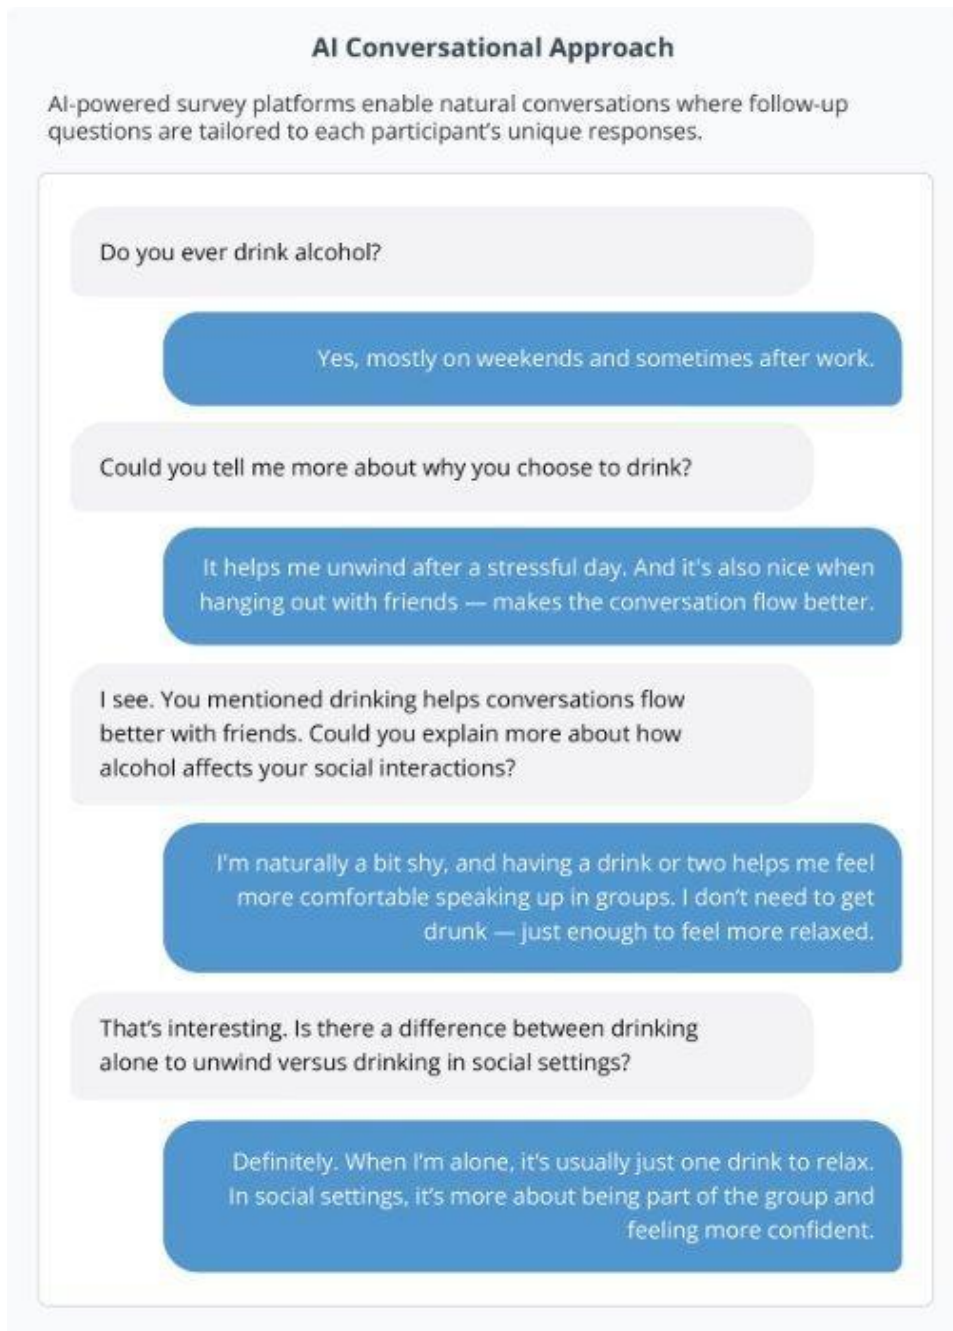 AI Conversational Approach
AI-powered survey platforms enable natural conversations where follow-up
questions are tailored to each participant’s unique responses.
Do you ever drink alcohol?
Yes, mostly on weekends and sometimes after work.
Could you tell me more about why you choose to drink?
It helps me unwind after a stressful day. And it's also nice when
hanging out with friends — makes the conversation flow better.
I see. You mentioned drinking helps conversations flow
better with friends. Could you explain more about how
alcohol affects your social interactions?
I'm naturally a bit shy, and having a drink or two helps me feel
more comfortable speaking up in groups. I don’t need to get
drunk — just enough to feel more relaxed.
That’s interesting. Is there a difference between drinking
alone to unwind versus drinking in social settings?
Definitely. When I’m alone, it’s usually just one drink to relax.
In social settings, it’s more about being part of the group and
feeling more confident.